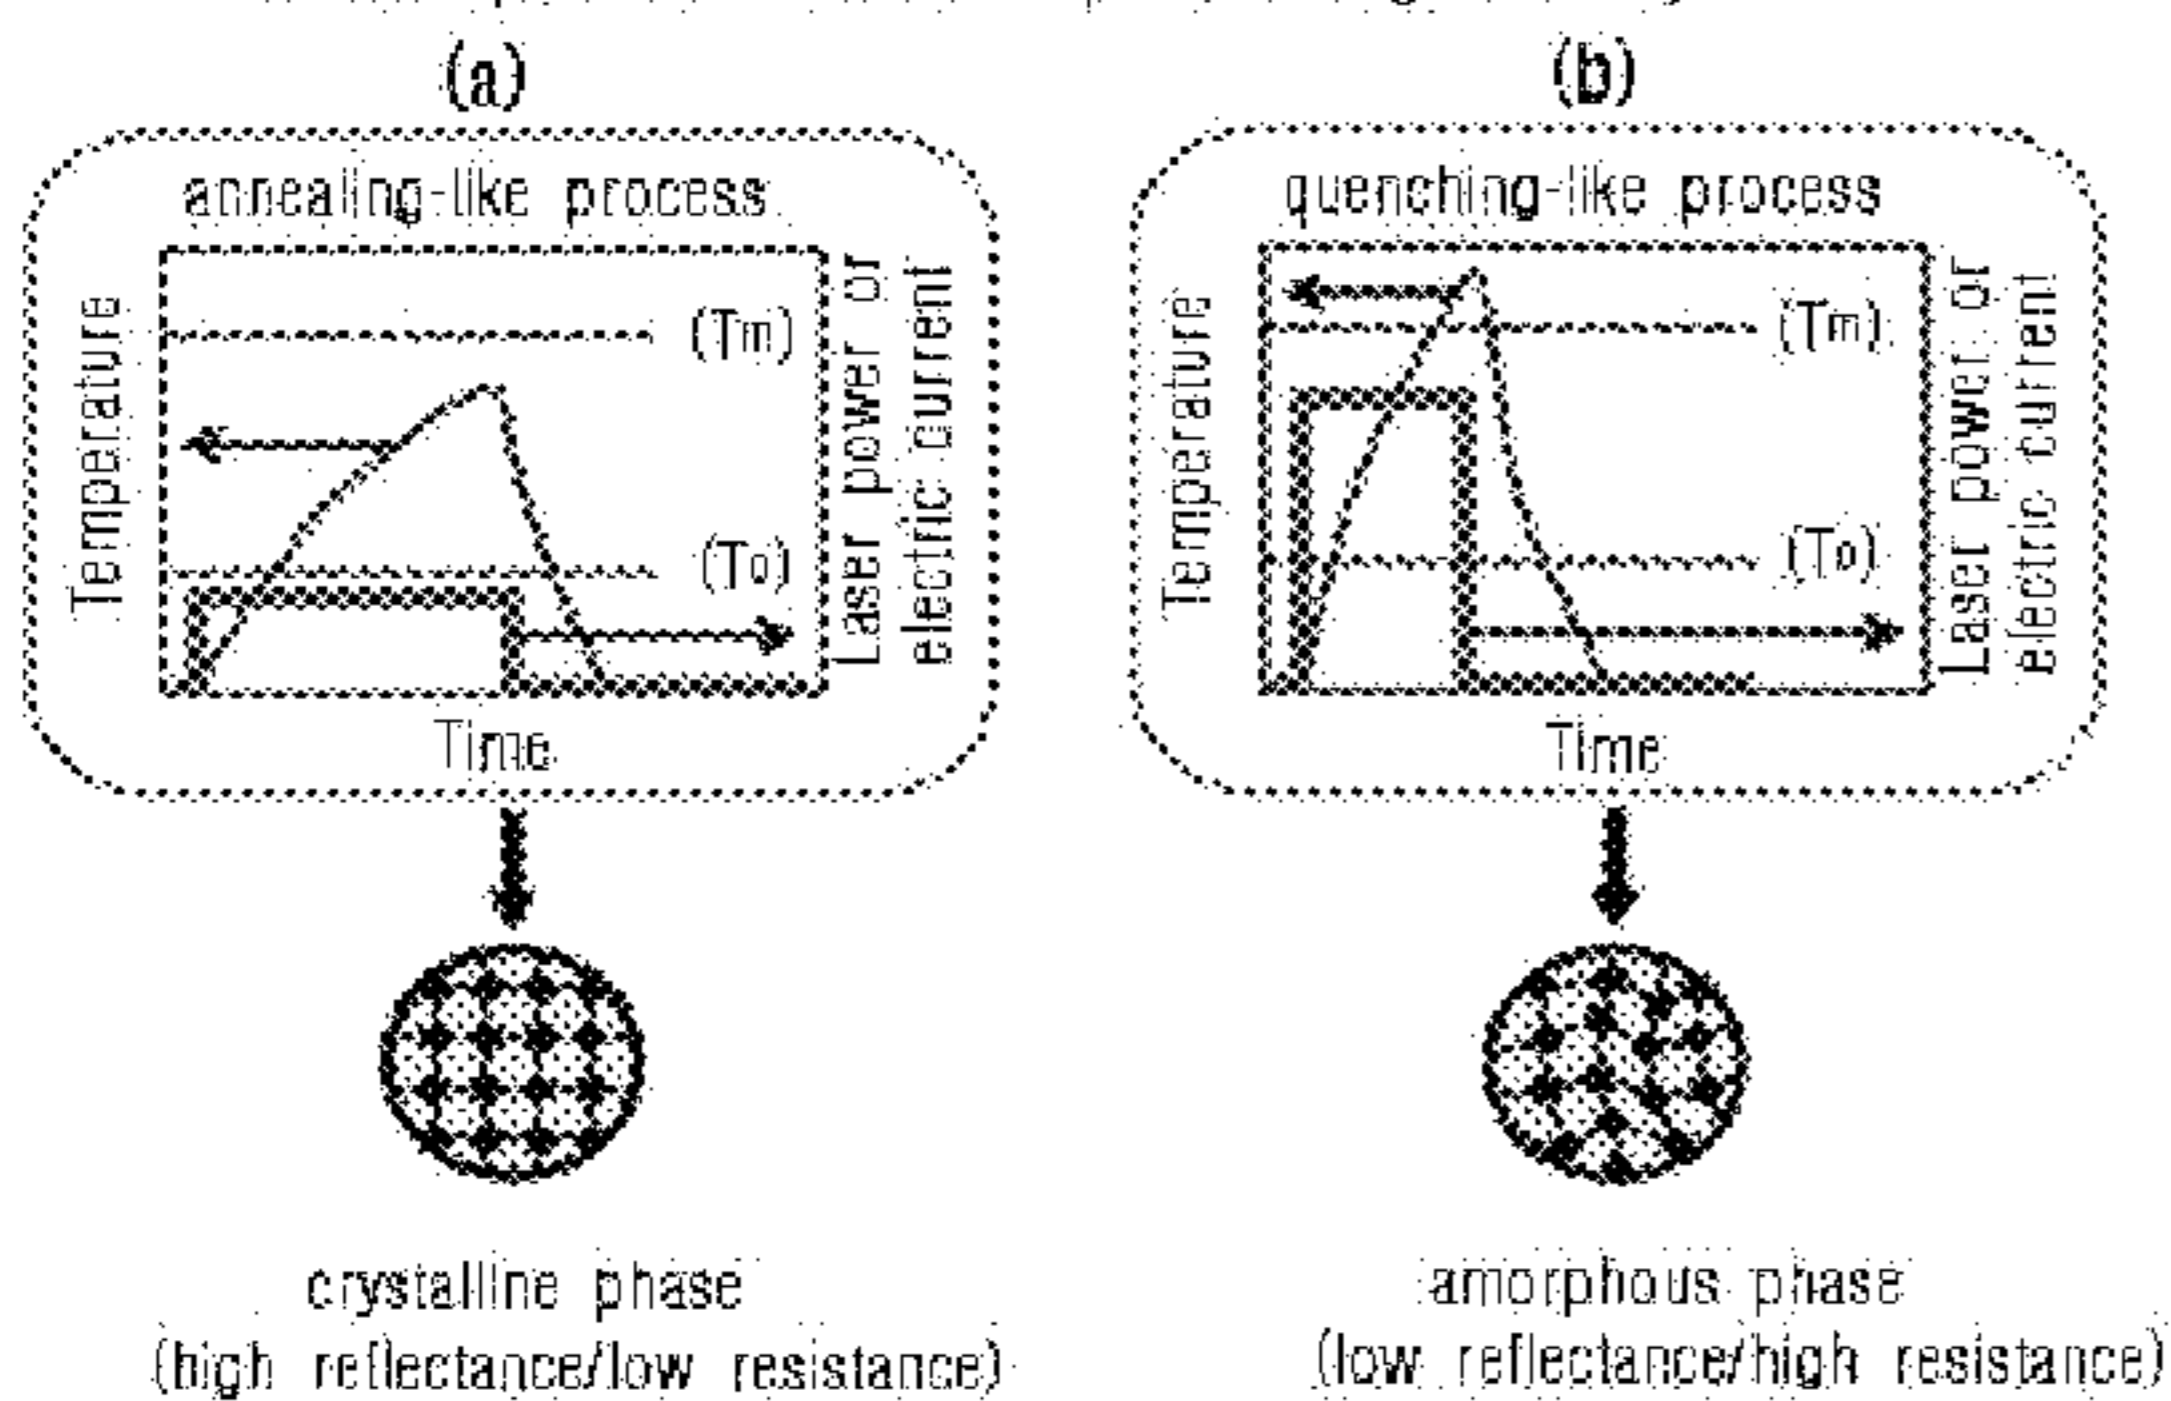 (a)
annealing-like process
Temperature
(Tm)
(To)
Laser power or
electric current
Time
crystalline phase
(high reflectance/low resistance)
(b)
quenching-like process
Temperature
(Tm)
(To)
Laser power or
electric current
Time
amorphous phase
(low reflectance/high resistance)